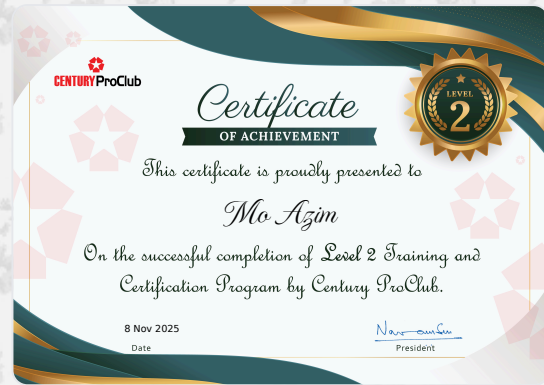 CENTURY ProClub
Certificate
OF ACHIEVEMENT
LEVEL
2
This certificate is proudly presented to
Mo Azim
On the successful completion of Level 2 Training and
Certification Program by Century ProClub.
8 Nov 2025
Date
President